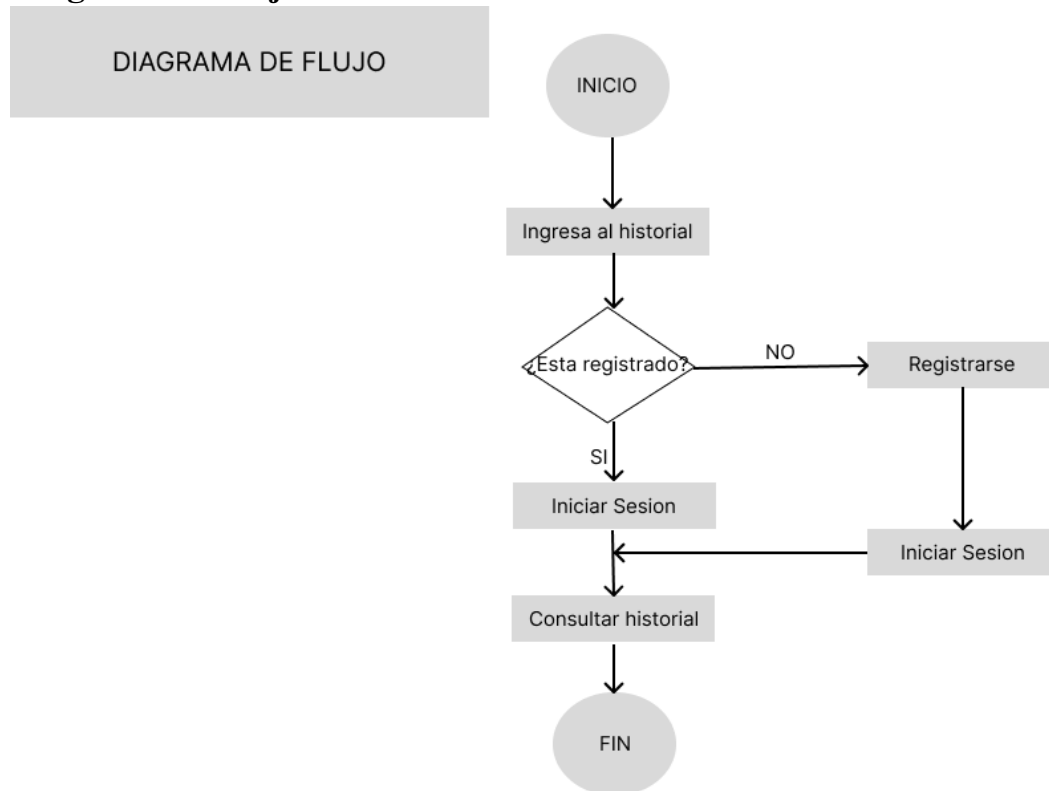 DIAGRAMA DE FLUJO
INICIO
Ingresa al historial
¿Esta registrado?
NO
Registrarse
SI
Iniciar Sesion
Iniciar Sesion
Consultar historial
FIN